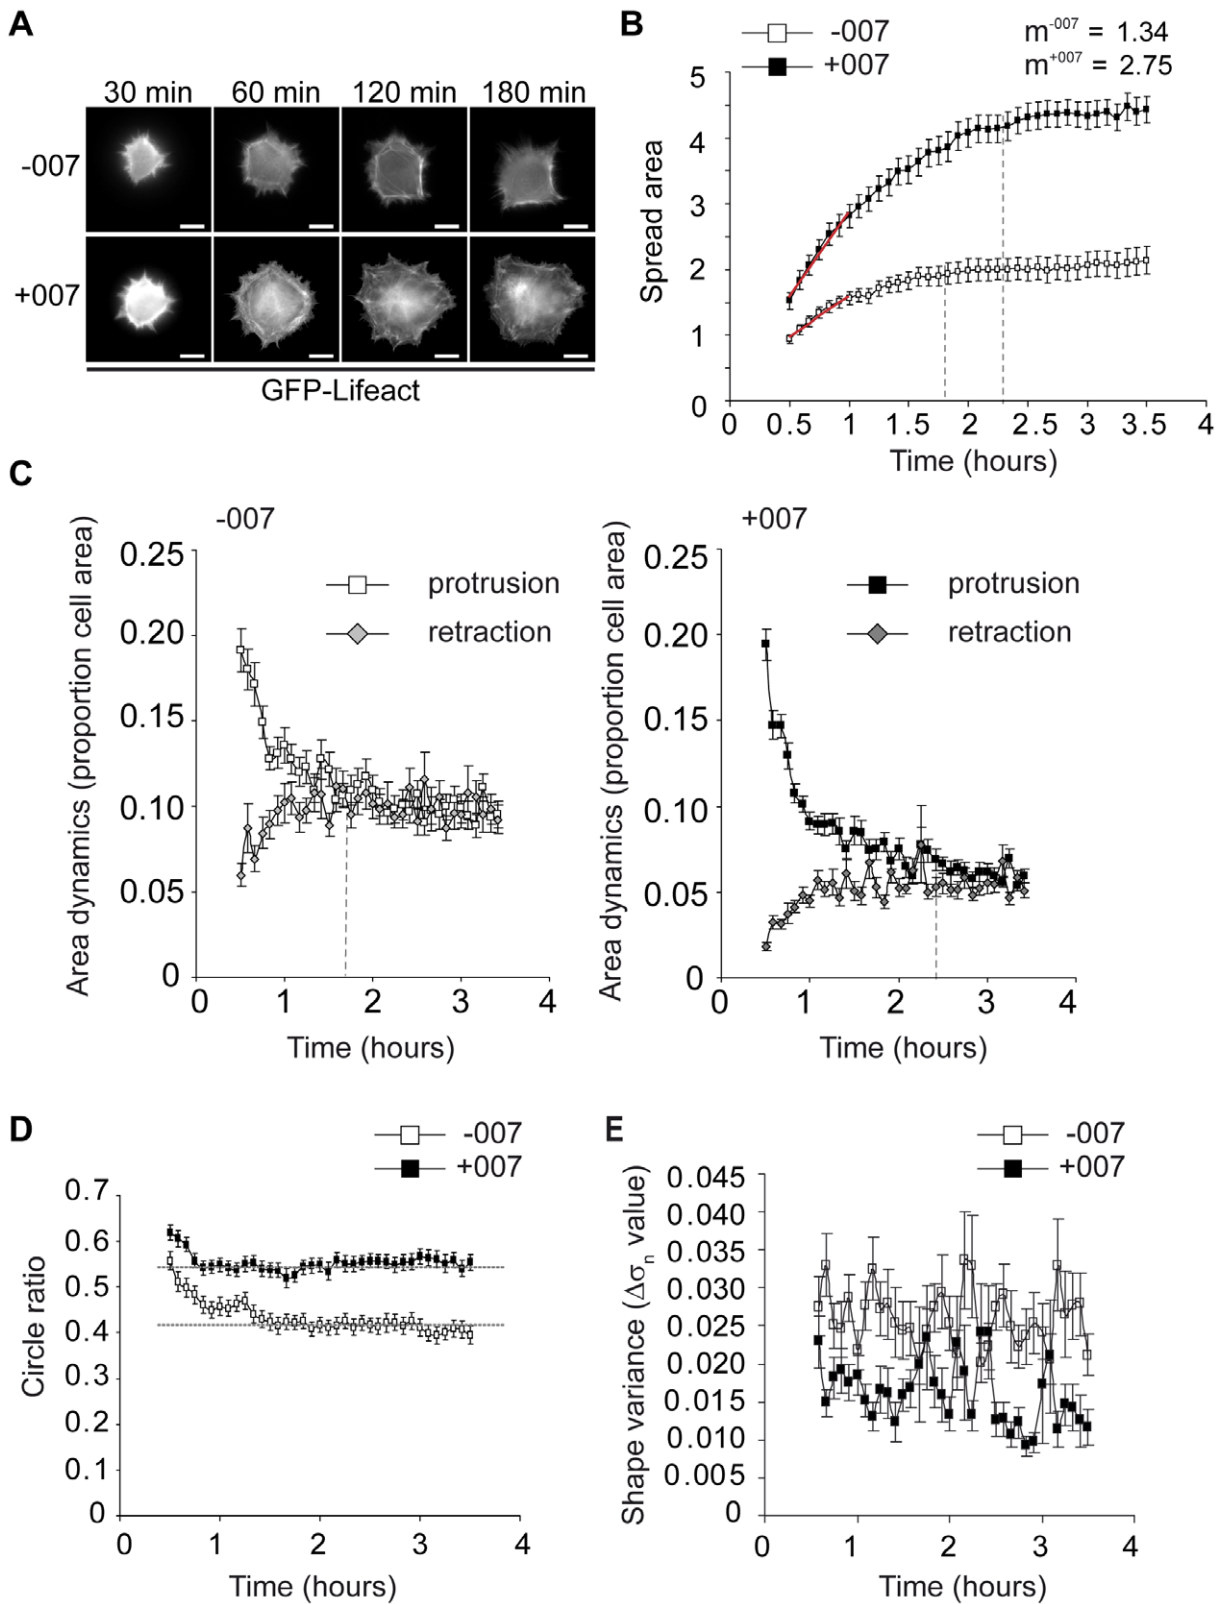 A
30 min 60 min 120 min 180 min
-007
+007
GFP-Lifeact
B
-007
+007
m-007 = 1.34
m+007 = 2.75
Spread area
5
4
3
2
1
0
0 0.5 1 1.5 2 2.5 3 3.5 4
Time (hours)
C
-007
Area dynamics (proportion cell area)
0.25
0.20
0.15
0.10
0.05
0
protrusion
retraction
0 1 2 3 4
Time (hours)
+007
Area dynamics (proportion cell area)
0.25
0.20
0.15
0.10
0.05
0
protrusion
retraction
0 1 2 3 4
Time (hours)
D
-007
+007
Circle ratio
0.7
0.6
0.5
0.4
0.3
0.2
0.1
0
0 1 2 3 4
Time (hours)
E
-007
+007
Shape variance (Δσn value)
0.045
0.040
0.035
0.030
0.025
0.020
0.015
0.010
0.005
0
0 1 2 3 4
Time (hours)